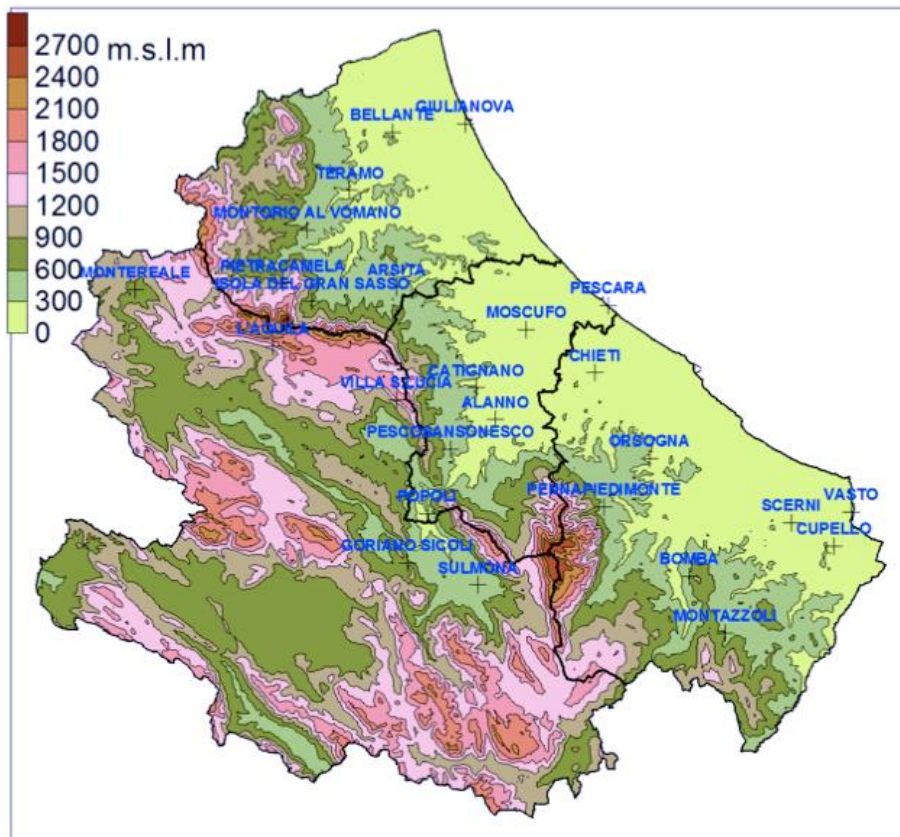 2700 m.s.l.m
2400
2100
1800
1500
1200
900
600
300
0
GIULIANOVA
BELLANTE
TERAMO
MONTORIO AL VOMANO
PIETRACAMELA
ARSITA
MONTEREALE
ISOLA DEL GRAN SASSO
PESCARA
MOSCUFO
L'AQUILA
CHIETI
CATIGNANO
VILLA S.LUCIA
ALANNO
PESCOSANSONESCO
ORSOGNA
PENNAPIEDIMONTE
POPOLI
VASTO
SCERNI
CUPELLO
GORIANO SICOLI
BOMBA
SULMONA
MONTAZZOLI